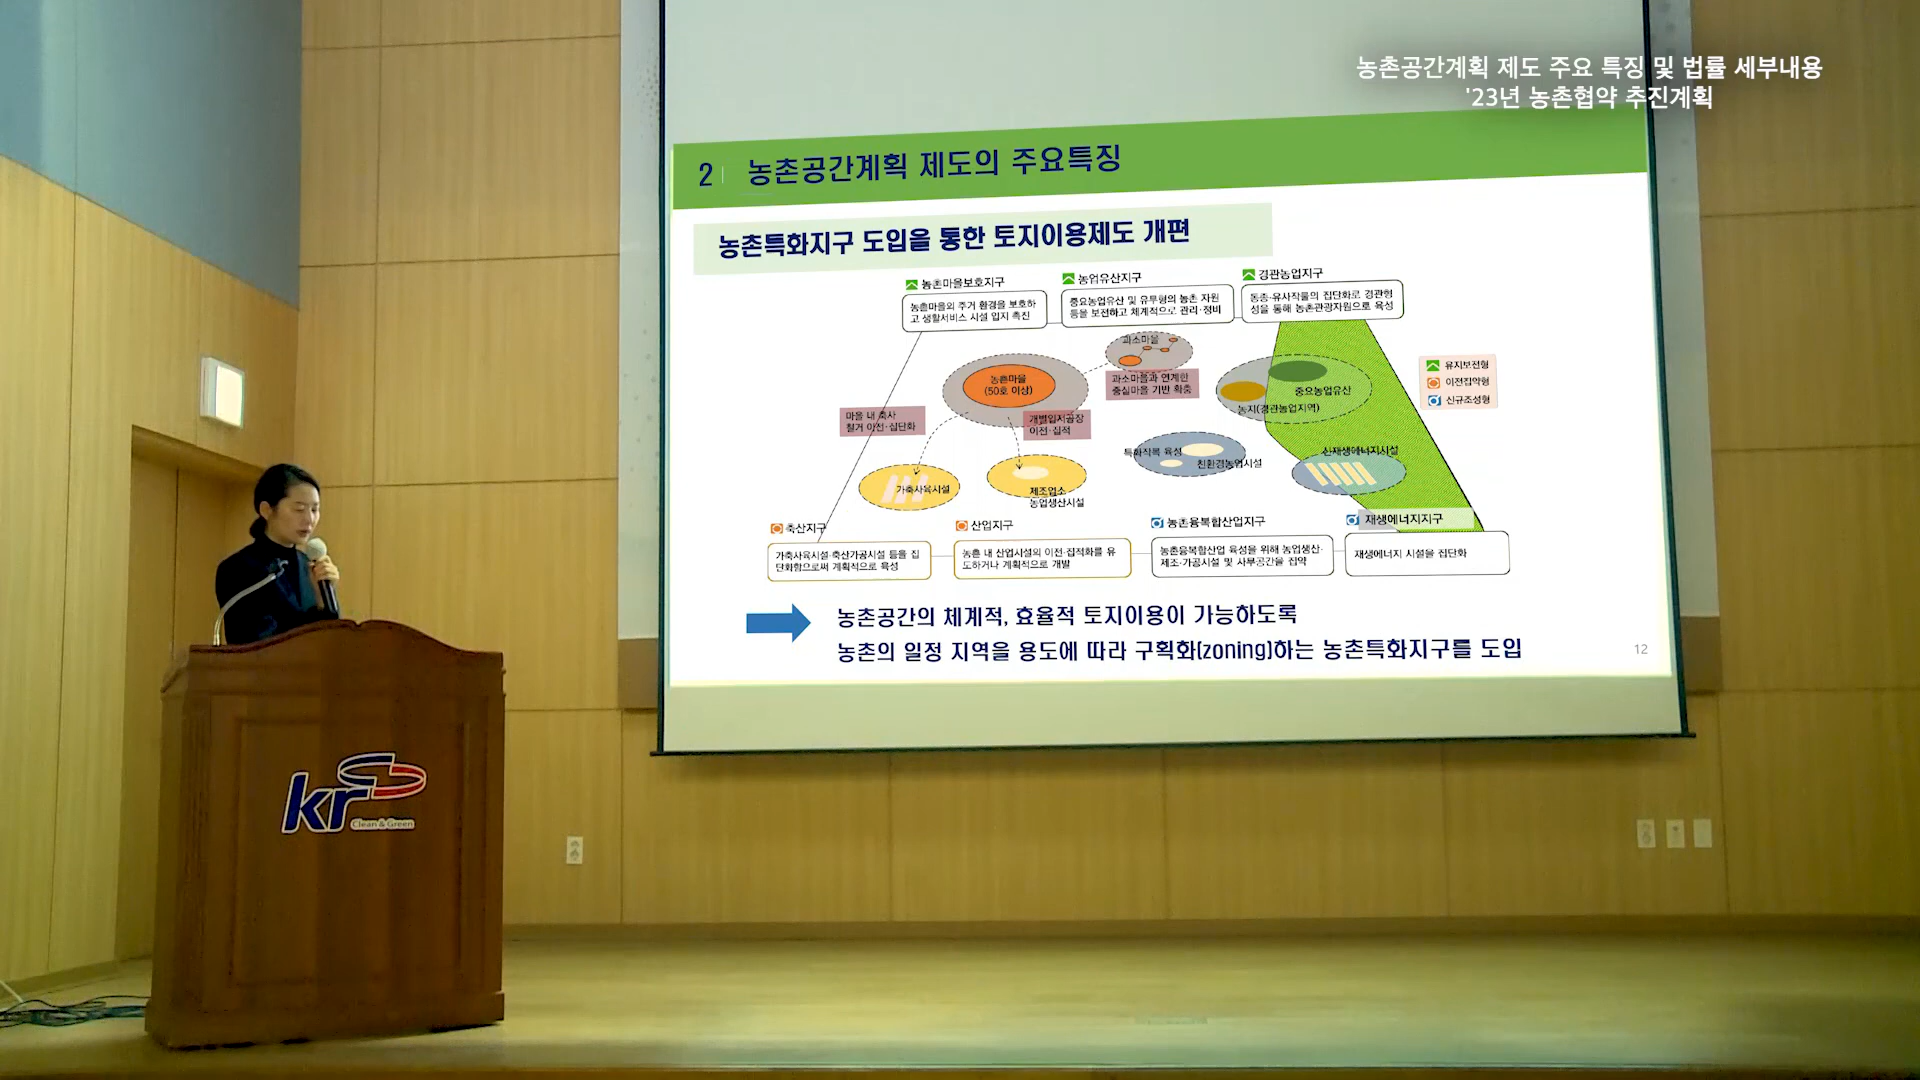 농촌공간계획 제도 주요 특징 및 법률 세부내용
'23년 농촌협약 추진계획
2 농촌공간계획 제도의 주요특징
농촌특화지구 도입을 통한 토지이용제도 개편
농촌마을보호지구
농촌마을의 주거 환경을 보호하
고 생활서비스 시설 입지 촉진
농업유산지구
중요농업유산 및 유무형의 농촌 자원
등을 보전하고 체계적으로 관리·정비
경관농업지구
동종·유사작물의 집단화로 경관형
성을 통해 농촌관광자원으로 육성
과소마을
과소마을과 연계한
중심마을 기반 확충
농촌마을
(50호 이상)
마을 내 축사
철거 이전·집단화
개별입지공장
이전·집적
중요농업유산
농지(경관농업지역)
유지보전형
이전집약형
신규조성형
특화작목 육성
친환경농업시설
신재생에너지시설
가축사육시설
제조업소
농업생산시설
축산지구
가축사육시설·축산가공시설 등을 집
단화함으로써 계획적으로 육성
산업지구
농촌 내 산업시설의 이전·집적화를 유
도하거나 계획적으로 개발
농촌융복합산업지구
농촌융복합산업 육성을 위해 농업생산·
제조·가공시설 및 사무공간을 집약
재생에너지지구
재생에너지 시설을 집단화
농촌공간의 체계적, 효율적 토지이용이 가능하도록
농촌의 일정 지역을 용도에 따라 구획화(zoning)하는 농촌특화지구를 도입
12
kr
Clean & Green